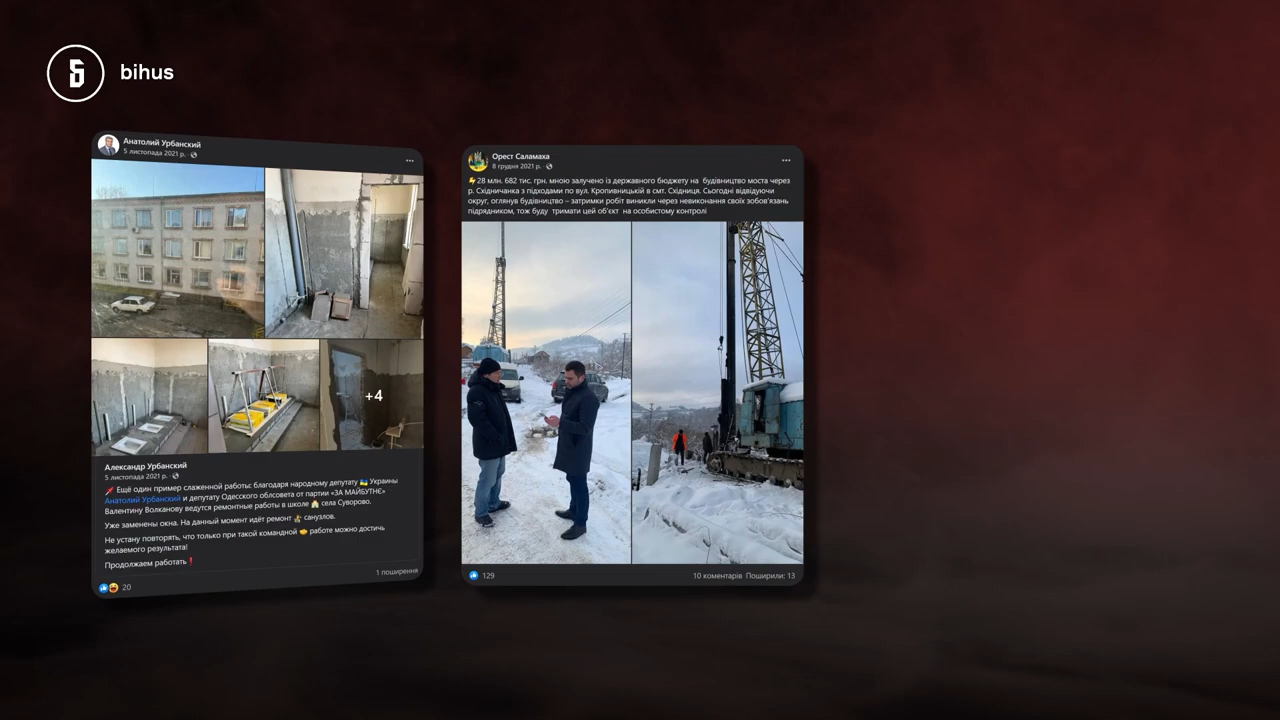 bihus
Анатолий Урбанский
5 листопада 2021 р. ·
+4
Александр Урбанский
5 листопада 2021 р. ·
Ещё один пример слаженной работы: благодаря народному депутату Украины
Анатолий Урбанский и депутату Одесского облсовета от партии «ЗА МАЙБУТНЄ»
Валентину Волканову ведутся ремонтные работы в школе села Суворово.
Уже заменены окна. На данный момент идёт ремонт санузлов.
Не устану повторять, что только при такой командной работе можно достичь
желаемого результата!
Продолжаем работать❗
1 поширення
20
Орест Саламаха
8 грудня 2021 р. ·
⚡28 млн. 682 тис. грн. мною залучено із державного бюджету на будівництво моста через
р. Східничанка з підходами по вул. Кропивницькій в смт. Східниця. Сьогодні відвідуючи
округ, оглянув будівництво – затримки робіт виникли через невиконання своїх зобов'язань
підрядником, тож буду тримати цей об'єкт на особистому контролі
129
10 коментарів Поширили: 13